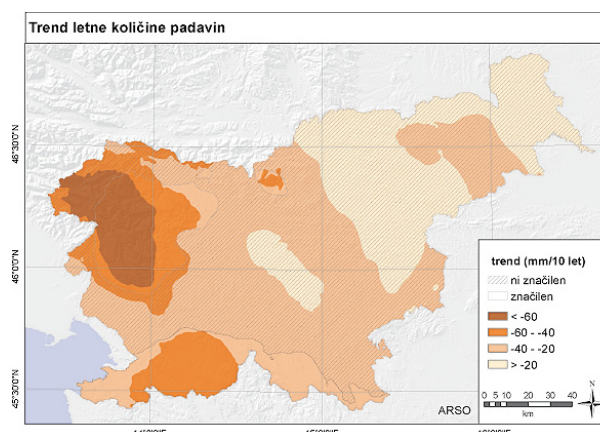 Trend letne količine padavin
46°30'0"N
46°0'0"N
45°30'0"N
trend (mm/10 let)
ni značilen
značilen
< -60
-60 - -40
-40 - -20
> -20
N
0 5 10 20 30 40
km
ARSO